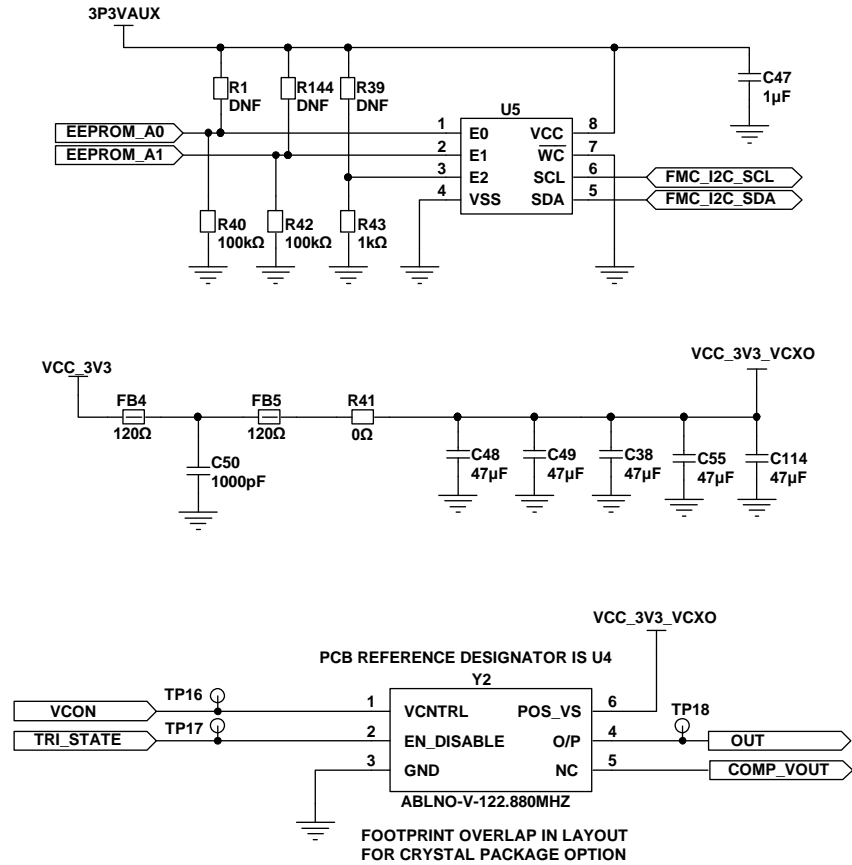 3P3VAUX
R1
DNF
R144
DNF
R39
DNF
C47
1µF
U5
EEPROM_A0
1
E0
VCC
8
EEPROM_A1
2
E1
WC
7
3
E2
SCL
6
FMC_I2C_SCL
4
VSS
SDA
5
FMC_I2C_SDA
R40
100kΩ
R42
100kΩ
R43
1kΩ
VCC_3V3
VCC_3V3_VCXO
FB4
120Ω
FB5
120Ω
R41
0Ω
C50
1000pF
C48
47µF
C49
47µF
C38
47µF
C55
47µF
C114
47µF
VCC_3V3_VCXO
PCB REFERENCE DESIGNATOR IS U4
Y2
VCON
TP16
1
VCNTRL
POS_VS
6
TRI_STATE
TP17
2
EN_DISABLE
O/P
4
TP18
OUT
3
GND
NC
5
COMP_VOUT
ABLNO-V-122.880MHZ
FOOTPRINT OVERLAP IN LAYOUT
FOR CRYSTAL PACKAGE OPTION